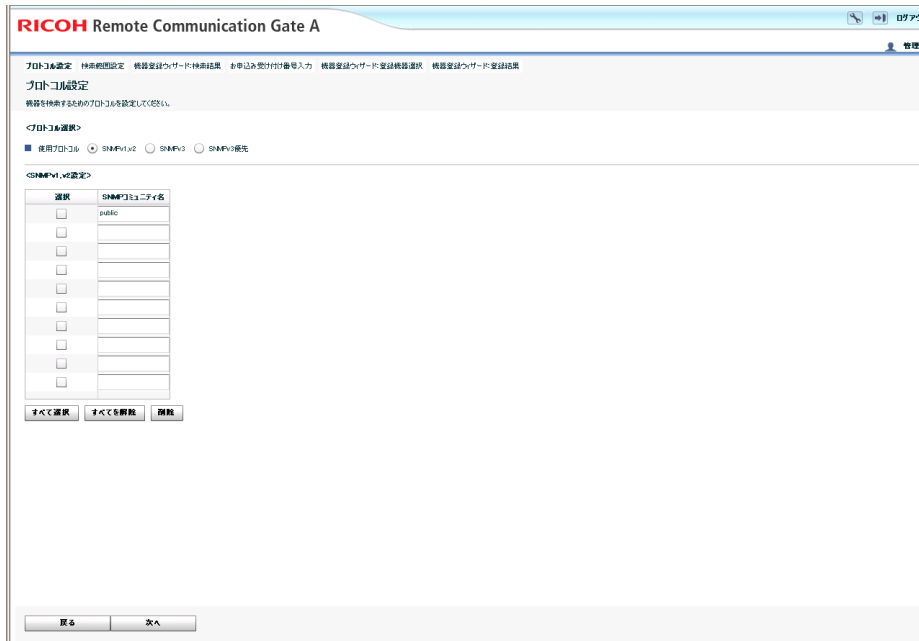 RICOH Remote Communication Gate A
ログアウ
管理
プロトコル設定 検索範囲設定 機器登録ウィザード:検索結果 お申込み受け付け番号入力 機器登録ウィザード:登録機器選択 機器登録ウィザード:登録結果
プロトコル設定
機器を検索するためのプロトコルを設定してください。
<プロトコル選択>
使用プロトコル SNMPv1,v2 SNMPv3 SNMPv3優先
<SNMPv1,v2設定>
選択 SNMPコミュニティ名
public
すべて選択 すべてを解除 削除
戻る 次へ